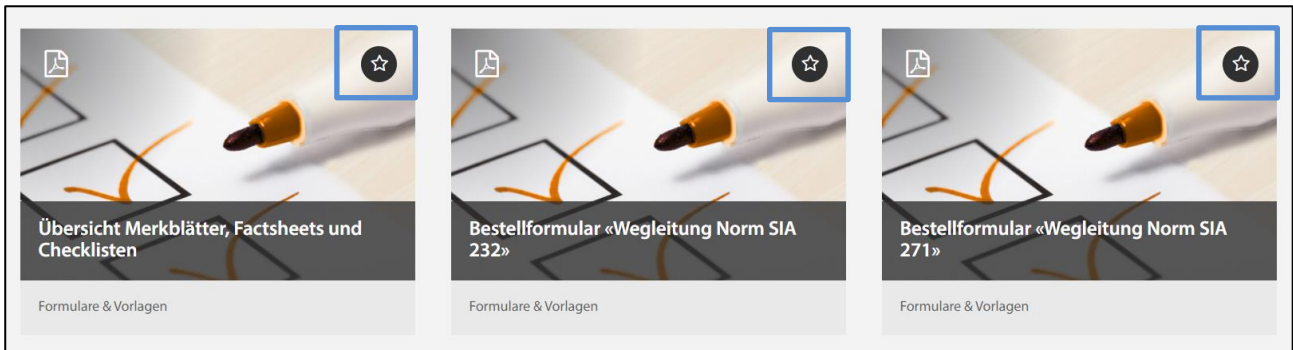 Übersicht Merkblätter, Factsheets und
Checklisten
Formulare & Vorlagen
Bestellformular «Wegleitung Norm SIA
232»
Formulare & Vorlagen
Bestellformular «Wegleitung Norm SIA
271»
Formulare & Vorlagen